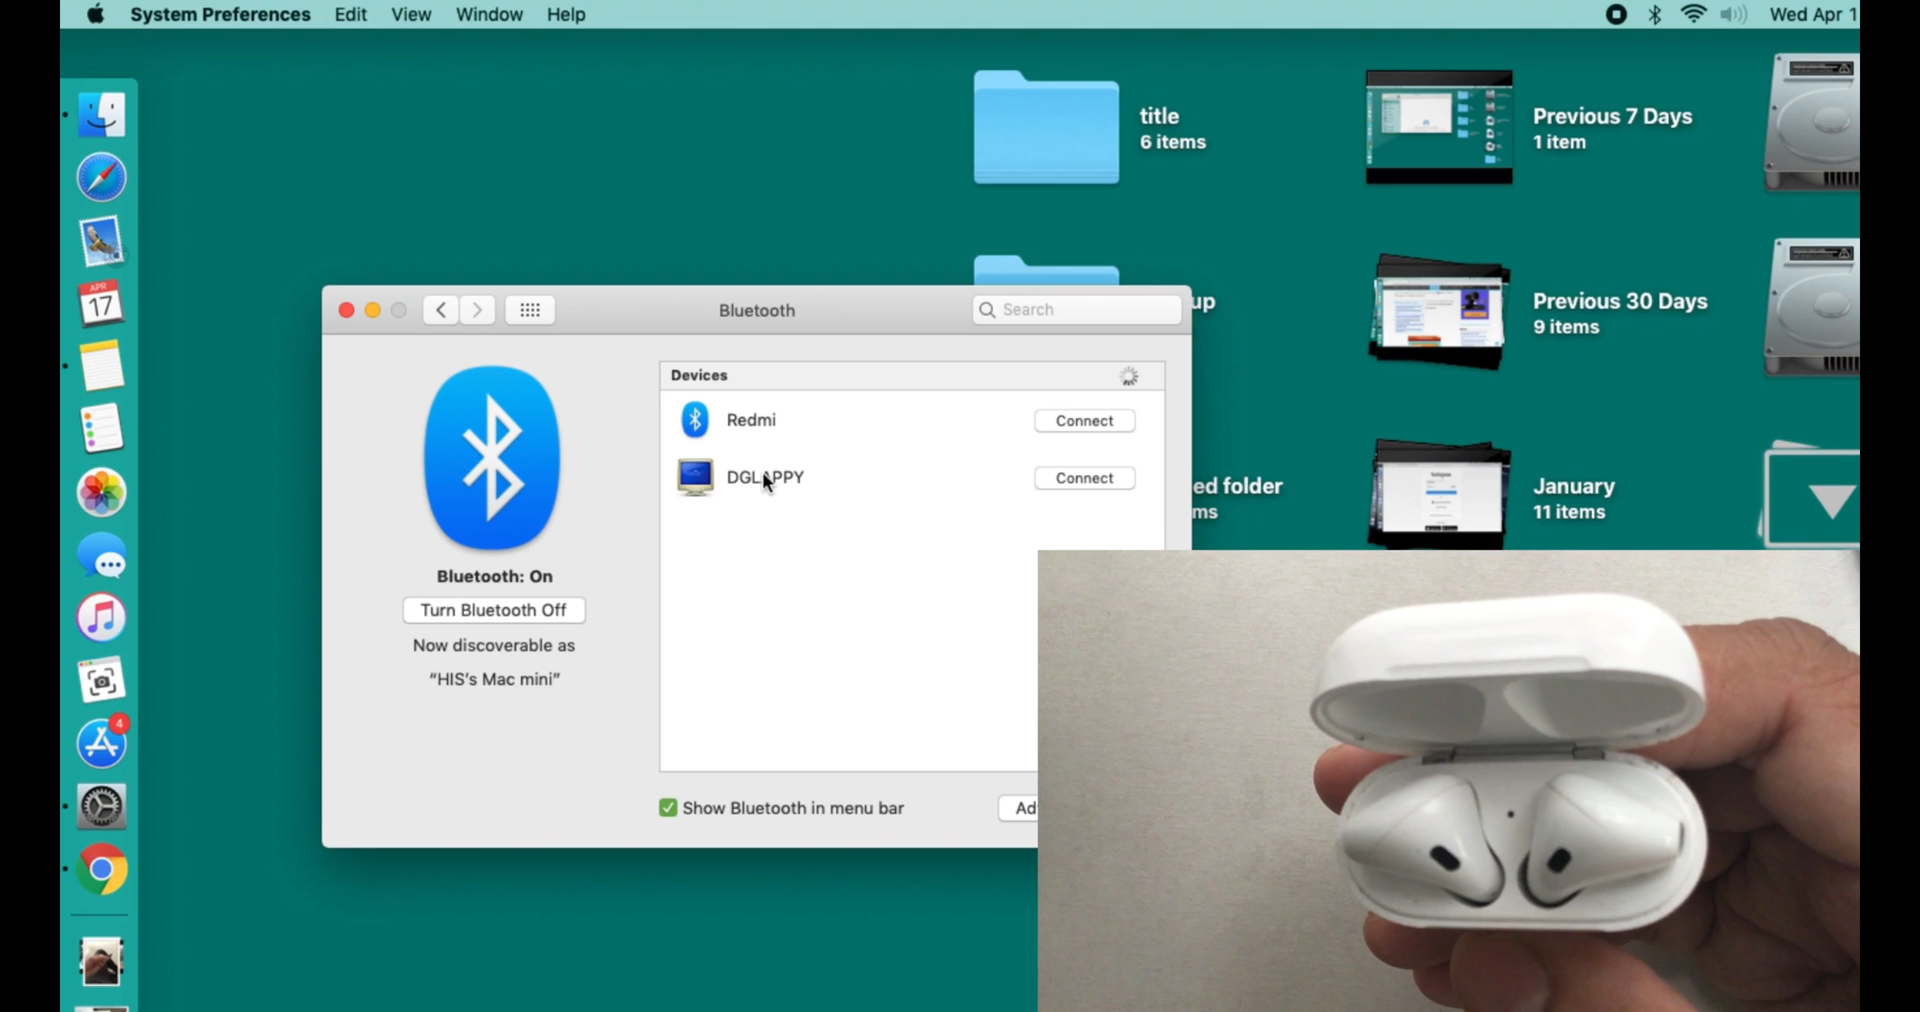 System Preferences Edit View Window Help
Wed Apr 1
APR
17
4
title
6 items
Previous 7 Days
1 item
up
Previous 30 Days
9 items
ed folder
ms
January
11 items
Bluetooth
Search
Devices
Redmi
Connect
DGLAPPY
Connect
Bluetooth: On
Turn Bluetooth Off
Now discoverable as
“HIS's Mac mini”
Show Bluetooth in menu bar
Ad